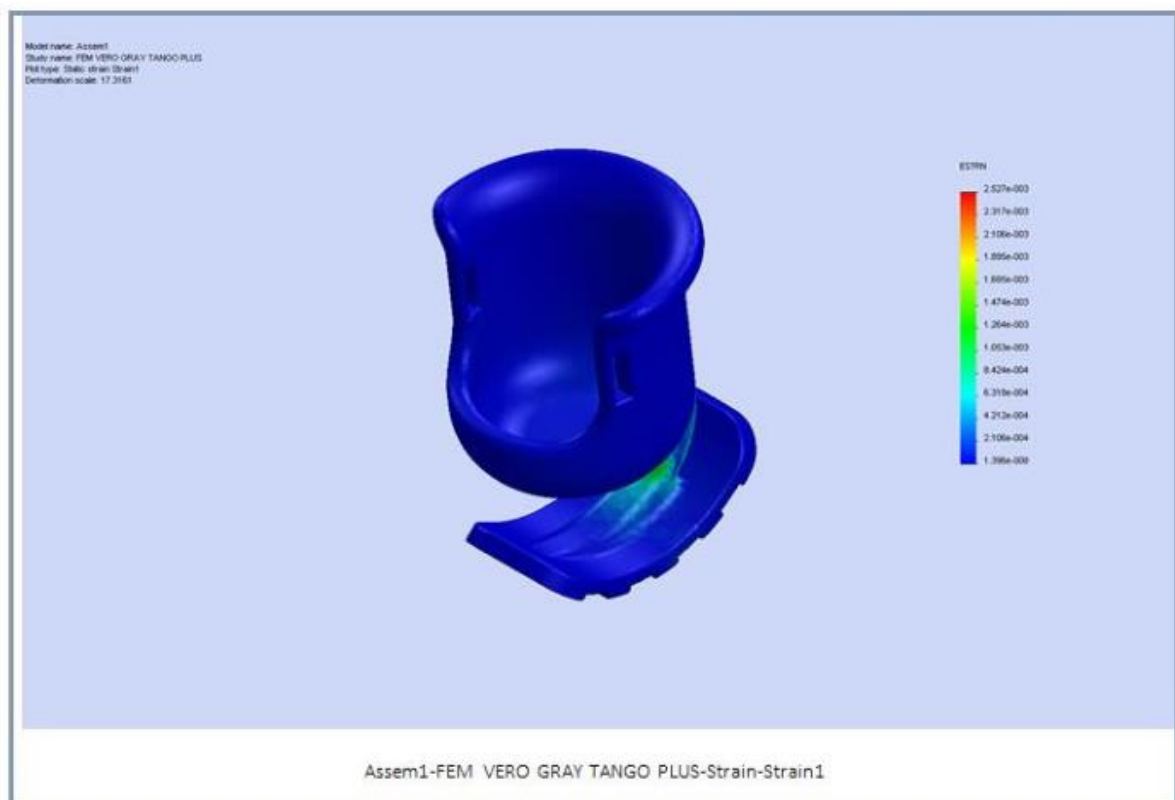 Model name: Assem1
Study name: FEM VERO GRAY TANGO PLUS
Plot type: Static strain Strain1
Deformation scale: 17.3161
ESTRN
2.527e-003
2.317e-003
2.106e-003
1.895e-003
1.685e-003
1.474e-003
1.264e-003
1.053e-003
8.424e-004
6.318e-004
4.212e-004
2.106e-004
Assem1-FEM VERO GRAY TANGO PLUS-Strain-Strain1